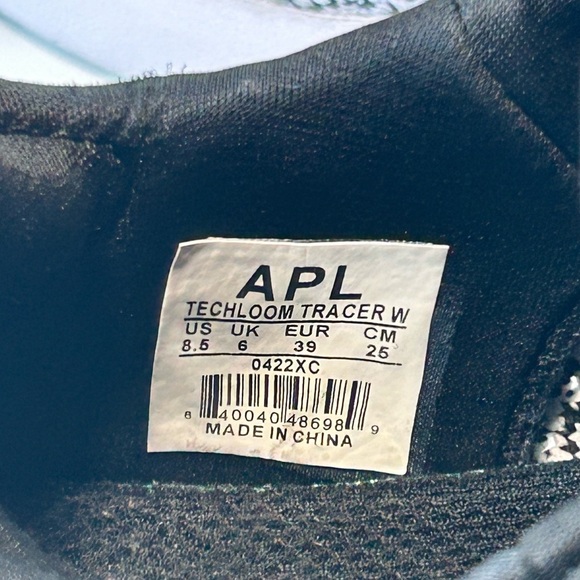 APL
TECHLOOM TRACER W
US UK EUR CM
8.5 6 39 25
0422XC
8 40040 48698 9
MADE IN CHINA